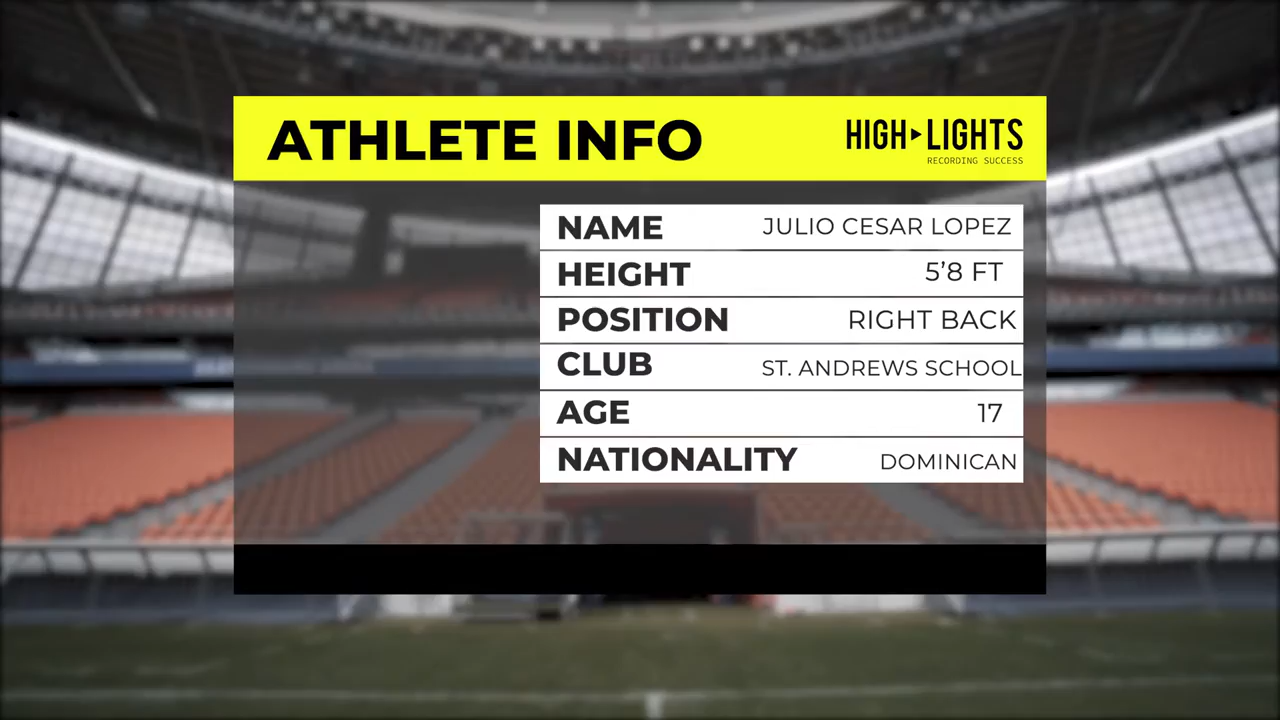 ATHLETE INFO
HIGH▸LIGHTS
RECORDING SUCCESS
NAME JULIO CESAR LOPEZ
HEIGHT 5’8 FT
POSITION RIGHT BACK
CLUB ST. ANDREWS SCHOOL
AGE 17
NATIONALITY DOMINICAN